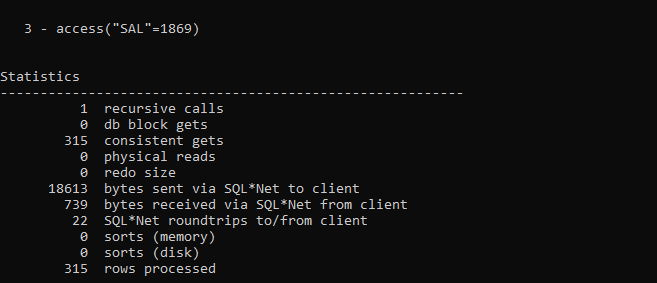 3 - access("SAL"=1869)
Statistics
----------------------------------------------------------
1 recursive calls
0 db block gets
315 consistent gets
0 physical reads
0 redo size
18613 bytes sent via SQL*Net to client
739 bytes received via SQL*Net from client
22 SQL*Net roundtrips to/from client
0 sorts (memory)
0 sorts (disk)
315 rows processed